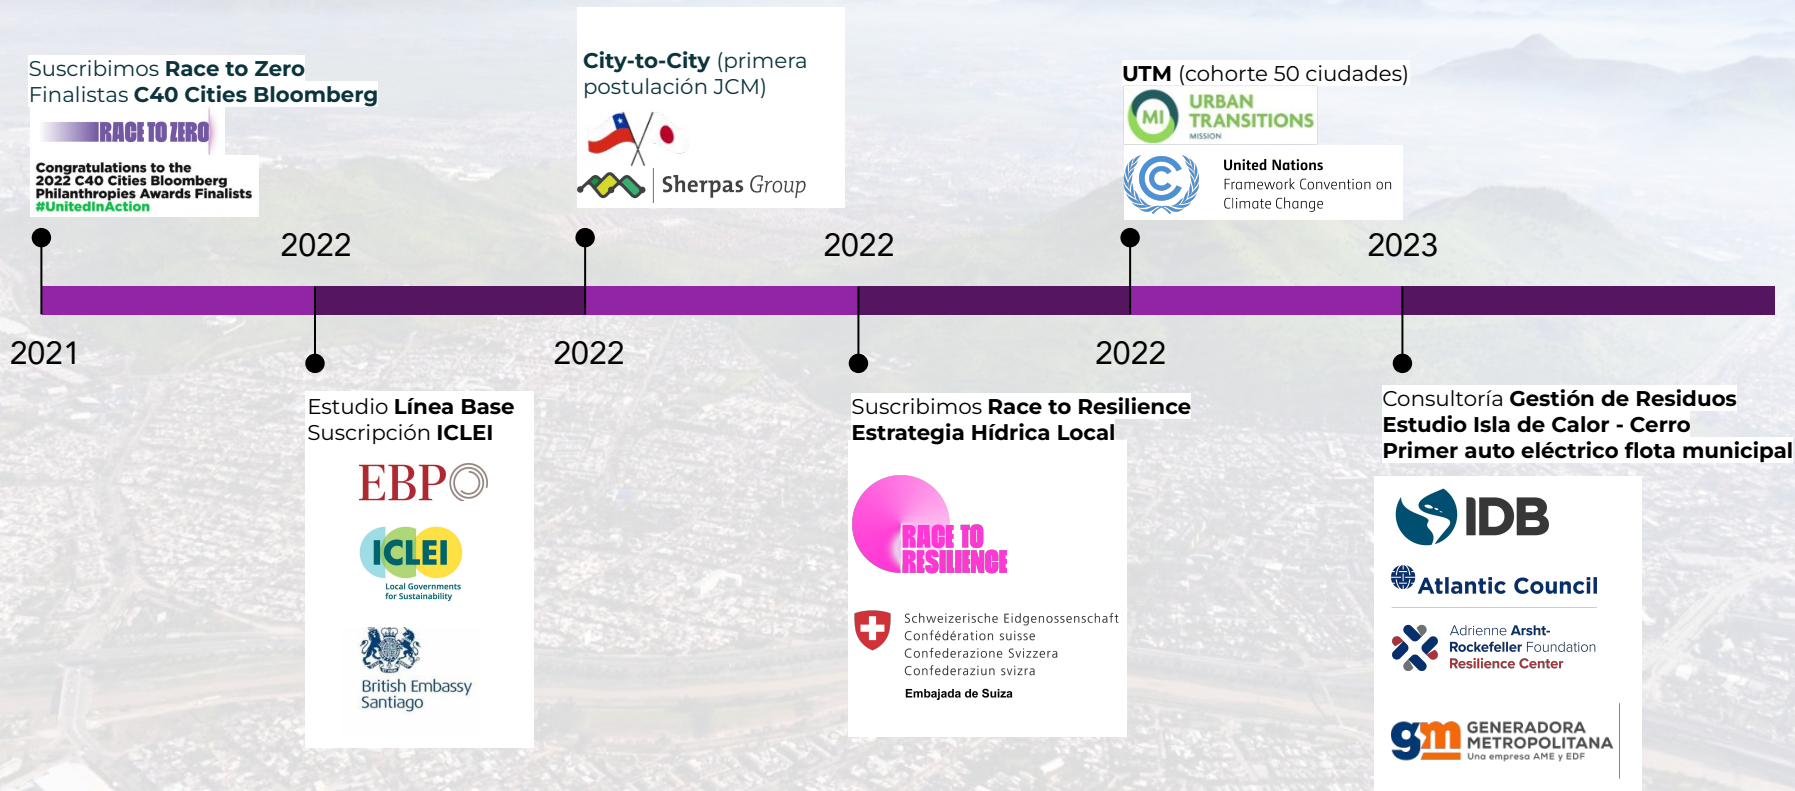 Suscribimos Race to Zero
Finalistas C40 Cities Bloomberg
RACE TO ZERO
Congratulations to the
2022 C40 Cities Bloomberg
Philanthropies Awards Finalists
#UnitedInAction
City-to-City (primera
postulación JCM)
Sherpas Group
UTM (cohorte 50 ciudades)
MI
URBAN
TRANSITIONS
MISSION
United Nations
Framework Convention on
Climate Change
2022
2022
2023
2021
2022
2022
Estudio Línea Base
Suscripción ICLEI
EBP
ICLEI
Local Governments
for Sustainability
British Embassy
Santiago
Suscribimos Race to Resilience
Estrategia Hídrica Local
RACE TO
RESILIENCE
Schweizerische Eidgenossenschaft
Confédération suisse
Confederazione Svizzera
Confederaziun svizra
Embajada de Suiza
Consultoría Gestión de Residuos
Estudio Isla de Calor - Cerro
Primer auto eléctrico flota municipal
IDB
Atlantic Council
Adrienne Arsht-
Rockefeller Foundation
Resilience Center
gm
GENERADORA
METROPOLITANA
Una empresa AME y EDF